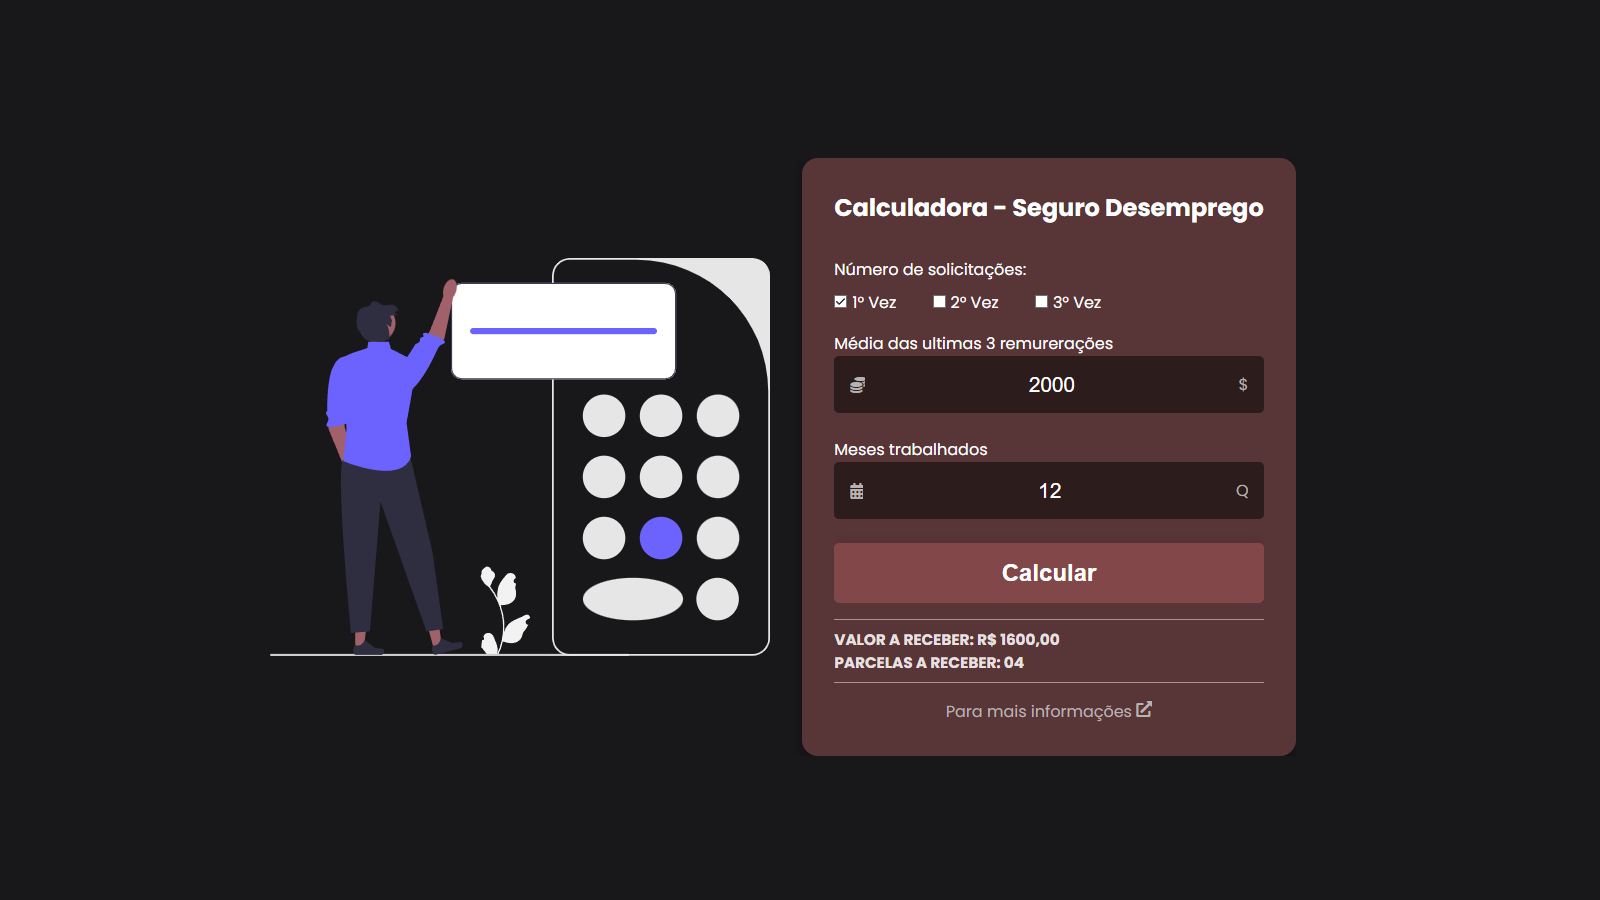 Calculadora - Seguro Desemprego
Número de solicitações:
1º Vez 2º Vez 3º Vez
Média das ultimas 3 remurerações
2000 $
Meses trabalhados
12 Q
Calcular
VALOR A RECEBER: R$ 1600,00
PARCELAS A RECEBER: 04
Para mais informações